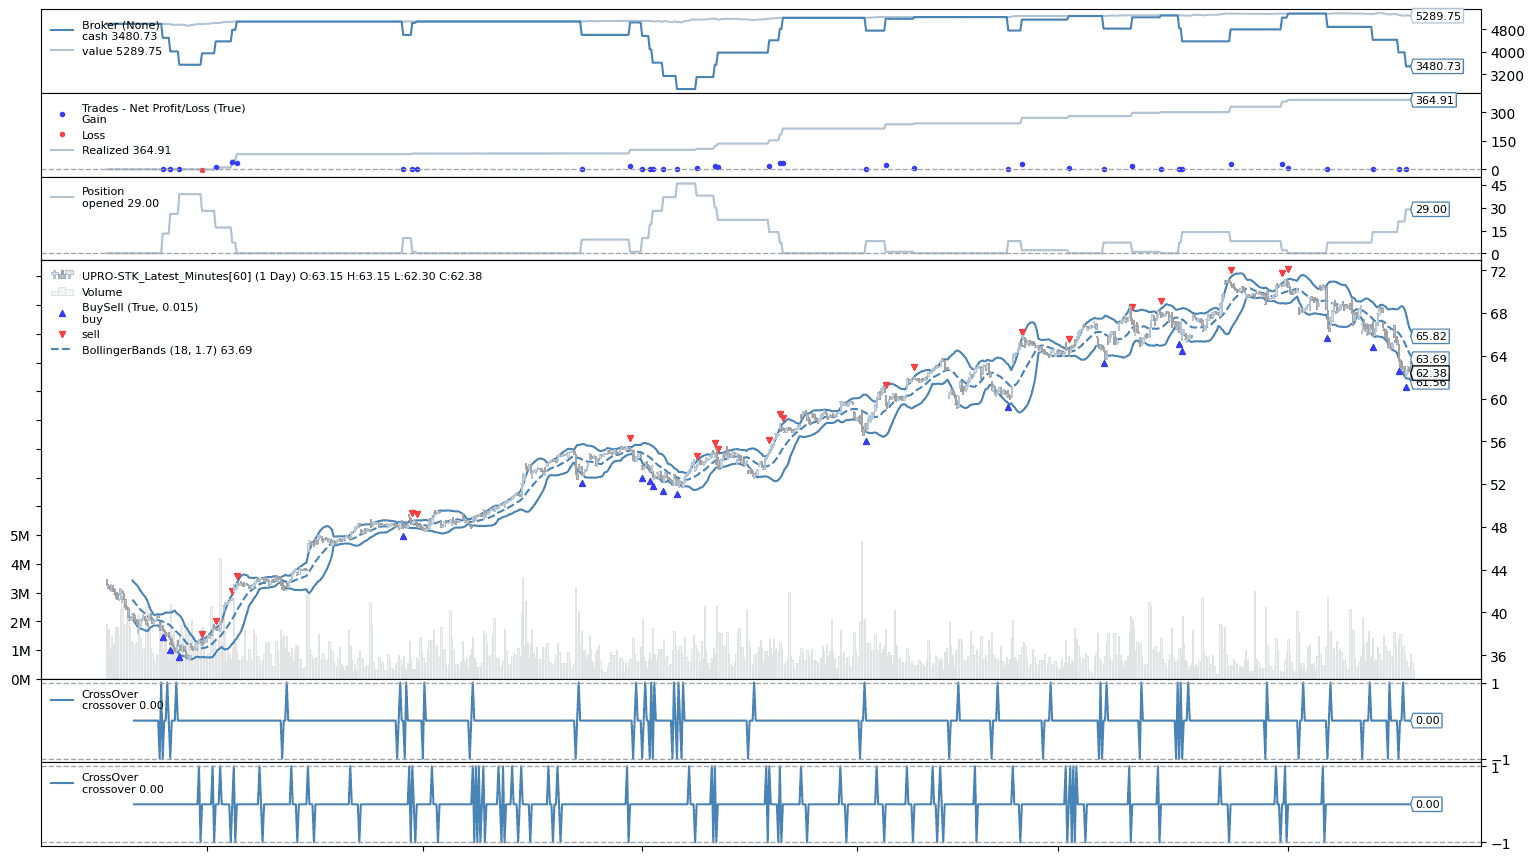 Broker (None)
cash 3480.73
value 5289.75
5289.75
4800
4000
3480.73
3200
Trades - Net Profit/Loss (True)
Gain
Loss
Realized 364.91
364.91
300
150
0
Position
opened 29.00
45
30
29.00
15
0
UPRO-STK_Latest_Minutes[60] (1 Day) O:63.15 H:63.15 L:62.30 C:62.38
Volume
BuySell (True, 0.015)
buy
sell
BollingerBands (18, 1.7) 63.69
72
68
65.82
64
63.69
62.38
61.56
60
56
52
48
44
40
36
5M
4M
3M
2M
1M
0M
CrossOver
crossover 0.00
1
0.00
−1
CrossOver
crossover 0.00
1
0.00
−1